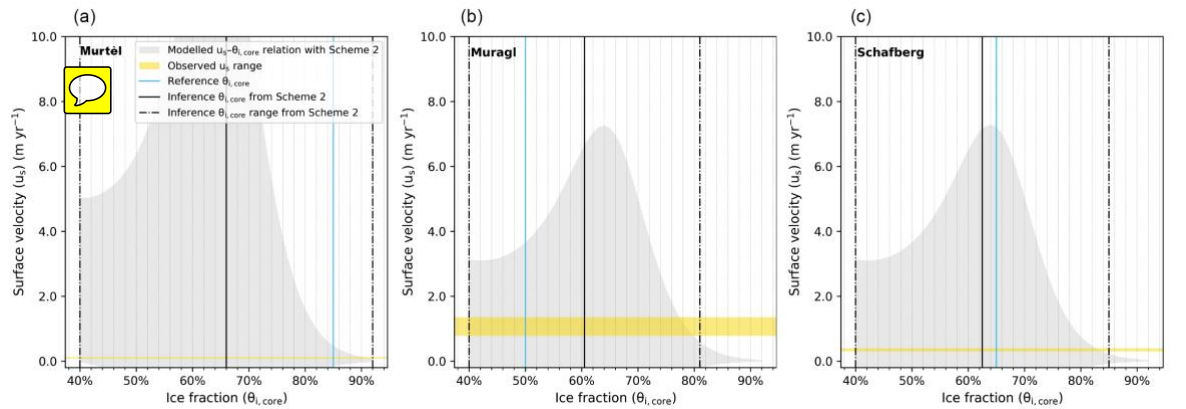 (a)
Murtèl
Modelled uₛ–θᵢ,core relation with Scheme 2
Observed uₛ range
Reference θᵢ,core
Inference θᵢ,core from Scheme 2
Inference θᵢ,core range from Scheme 2
10.0
8.0
6.0
4.0
2.0
0.0
Surface velocity (uₛ) (m yr⁻¹)
40% 50% 60% 70% 80% 90%
Ice fraction (θᵢ,core)
(b)
Muragl
10.0
8.0
6.0
4.0
2.0
0.0
Surface velocity (uₛ) (m yr⁻¹)
40% 50% 60% 70% 80% 90%
Ice fraction (θᵢ,core)
(c)
Schafberg
10.0
8.0
6.0
4.0
2.0
0.0
Surface velocity (uₛ) (m yr⁻¹)
40% 50% 60% 70% 80% 90%
Ice fraction (θᵢ,core)